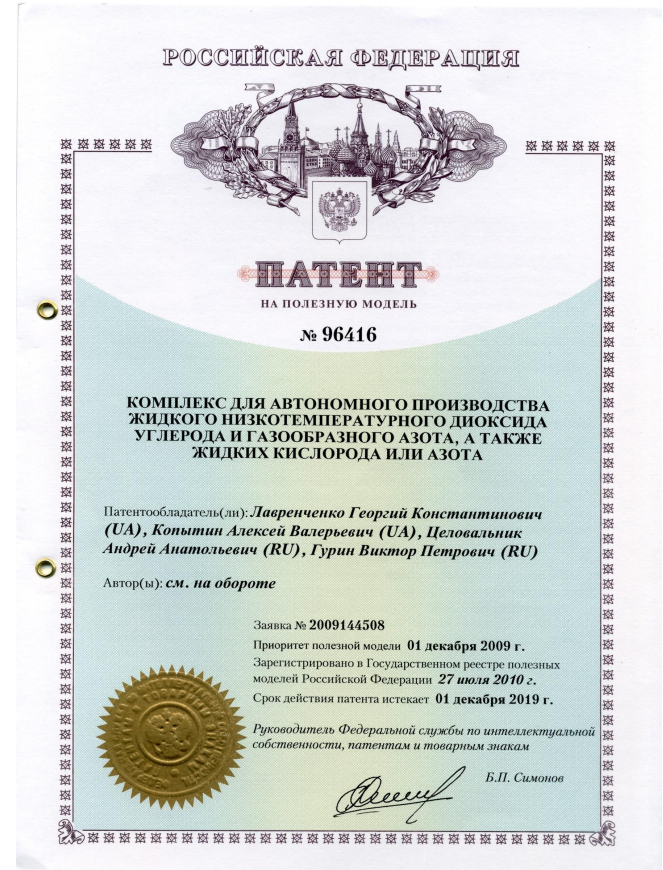 РОССИЙСКАЯ ФЕДЕРАЦИЯ
ПАТЕНТ
НА ПОЛЕЗНУЮ МОДЕЛЬ
№ 96416
КОМПЛЕКС ДЛЯ АВТОНОМНОГО ПРОИЗВОДСТВА
ЖИДКОГО НИЗКОТЕМПЕРАТУРНОГО ДИОКСИДА
УГЛЕРОДА И ГАЗООБРАЗНОГО АЗОТА, А ТАКЖЕ
ЖИДКИХ КИСЛОРОДА ИЛИ АЗОТА
Патентообладатель(ли): Лавренченко Георгий Константинович
(UA), Копытин Алексей Валерьевич (UA), Целовальник
Андрей Анатольевич (RU), Гурин Виктор Петрович (RU)
Автор(ы): см. на обороте
Заявка № 2009144508
Приоритет полезной модели 01 декабря 2009 г.
Зарегистрировано в Государственном реестре полезных
моделей Российской Федерации 27 июля 2010 г.
Срок действия патента истекает 01 декабря 2019 г.
Руководитель Федеральной службы по интеллектуальной
собственности, патентам и товарным знакам
Б.П. Симонов